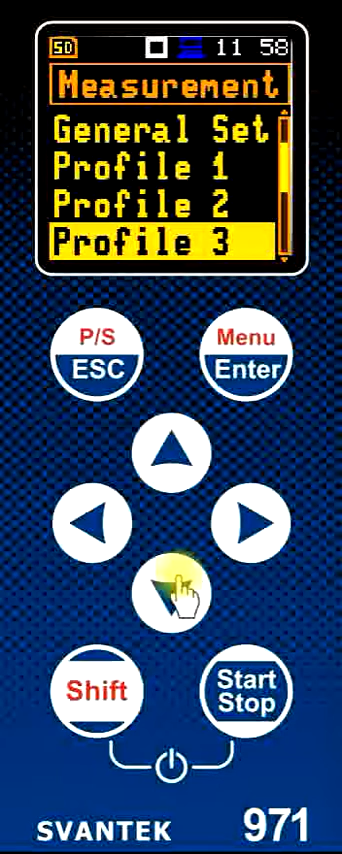 SD 11 58
Measurement
General Set
Profile 1
Profile 2
Profile 3
P/S
ESC
Menu
Enter
Shift
Start
Stop
SVANTEK 971